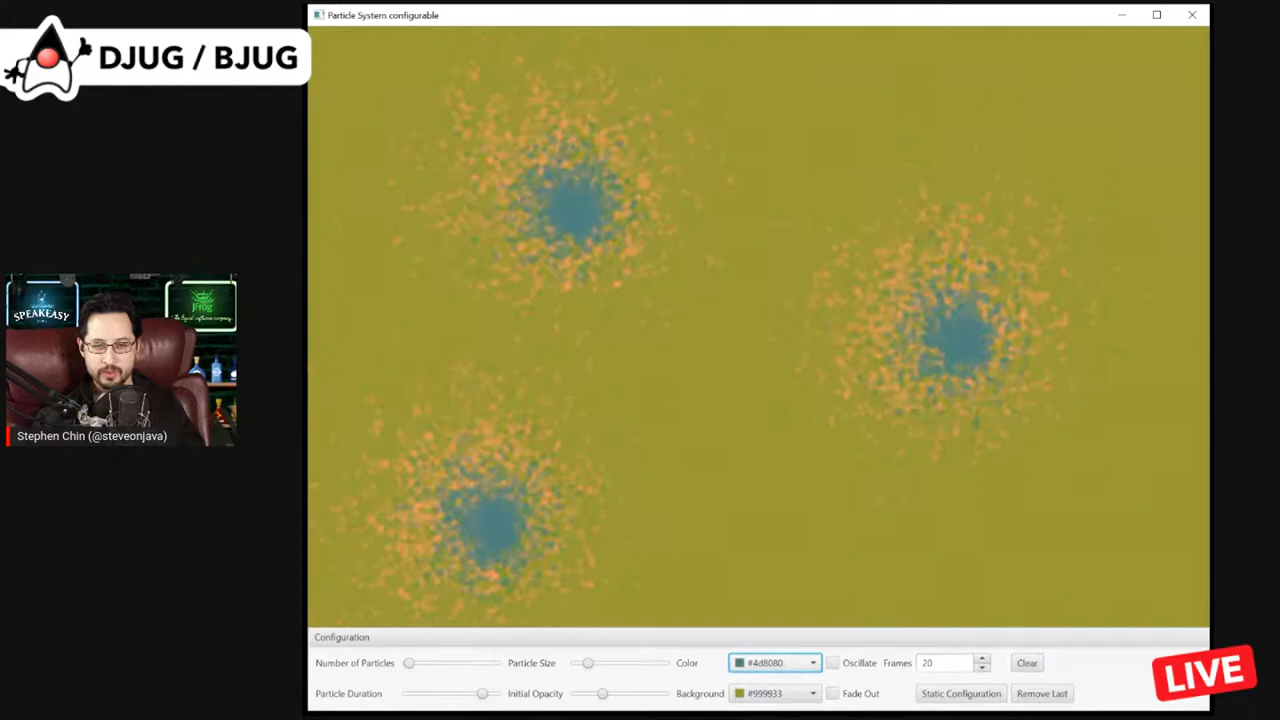 Particle System configurable
DJUG / BJUG
SPEAKEASY
JFrog
Stephen Chin (@steveonjava)
Configuration
Number of Particles Particle Size Color #4d8080 Oscillate Frames 20 Clear
Particle Duration Initial Opacity Background #999933 Fade Out Static Configuration Remove Last
LIVE